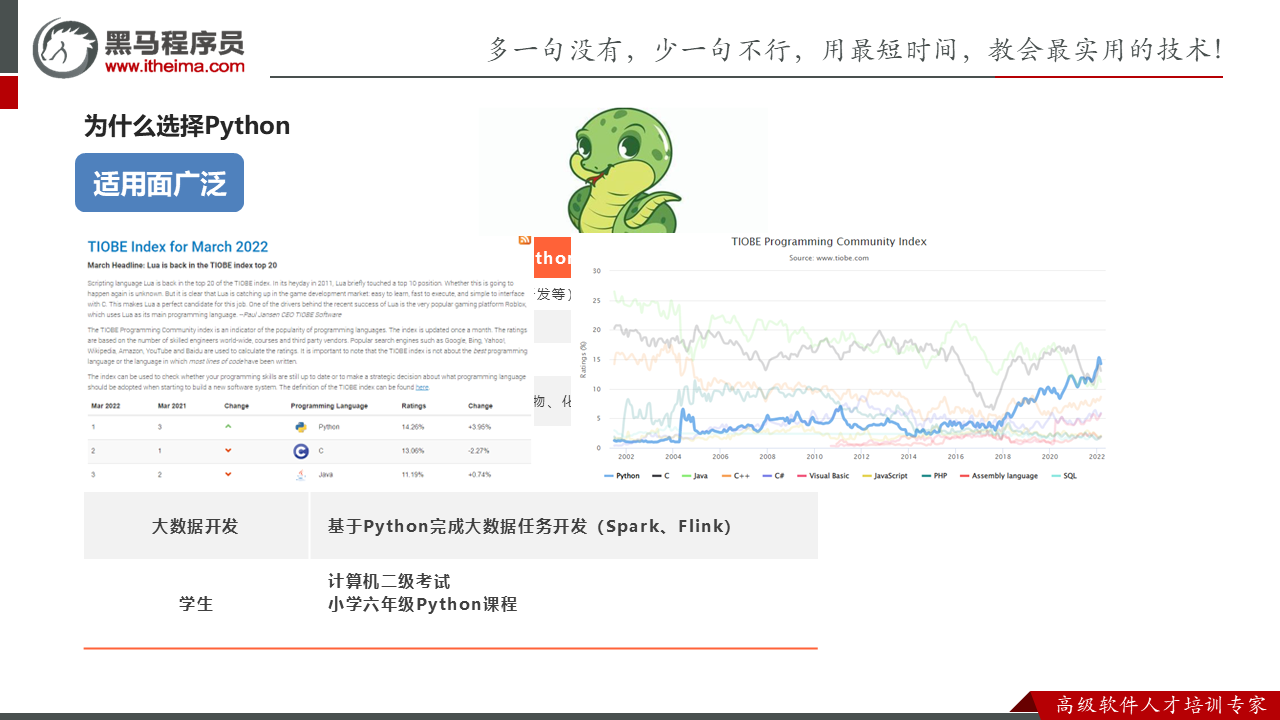 黑马程序员
www.itheima.com
多一句没有，少一句不行，用最短时间，教会最实用的技术！
为什么选择Python
适用面广泛
TIOBE Index for March 2022
March Headline: Lua is back in the TIOBE index top 20
Scripting language Lua is back in the top 20 of the TIOBE index. In its heyday in 2011, Lua briefly touched a top 10 position. Whether this is going to
happen again is unknown. But it is clear that Lua is catching up in the game development market: easy to learn, fast to execute, and simple to interface
with C. This makes Lua a perfect candidate for this job. One of the drivers behind the recent success of Lua is the very popular gaming platform Roblox,
which uses Lua as its main programming language. --Paul Jansen CEO TIOBE Software
The TIOBE Programming Community index is an indicator of the popularity of programming languages. The index is updated once a month. The ratings
are based on the number of skilled engineers world-wide, courses and third party vendors. Popular search engines such as Google, Bing, Yahoo!,
Wikipedia, Amazon, YouTube and Baidu are used to calculate the ratings. It is important to note that the TIOBE index is not about the best programming
language or the language in which most lines of code have been written.
The index can be used to check whether your programming skills are still up to date or to make a strategic decision about what programming language
should be adopted when starting to build a new software system. The definition of the TIOBE index can be found here
Mar 2022 Mar 2021 Change Programming Language Ratings Change
1 3 Python 14.26% +3.95%
2 1 C 13.06% -2.27%
3 2 Java 11.19% +0.74%
thon
发等）
物、化
TIOBE Programming Community Index
Source: www.tiobe.com
Ratings (%)
30
25
20
15
10
5
0
2002 2004 2006 2008 2010 2012 2014 2016 2018 2020 2022
Python C Java C++ C# Visual Basic JavaScript PHP Assembly language SQL
大数据开发 基于Python完成大数据任务开发（Spark、Flink）
学生
计算机二级考试
小学六年级Python课程
高级软件人才培训专家